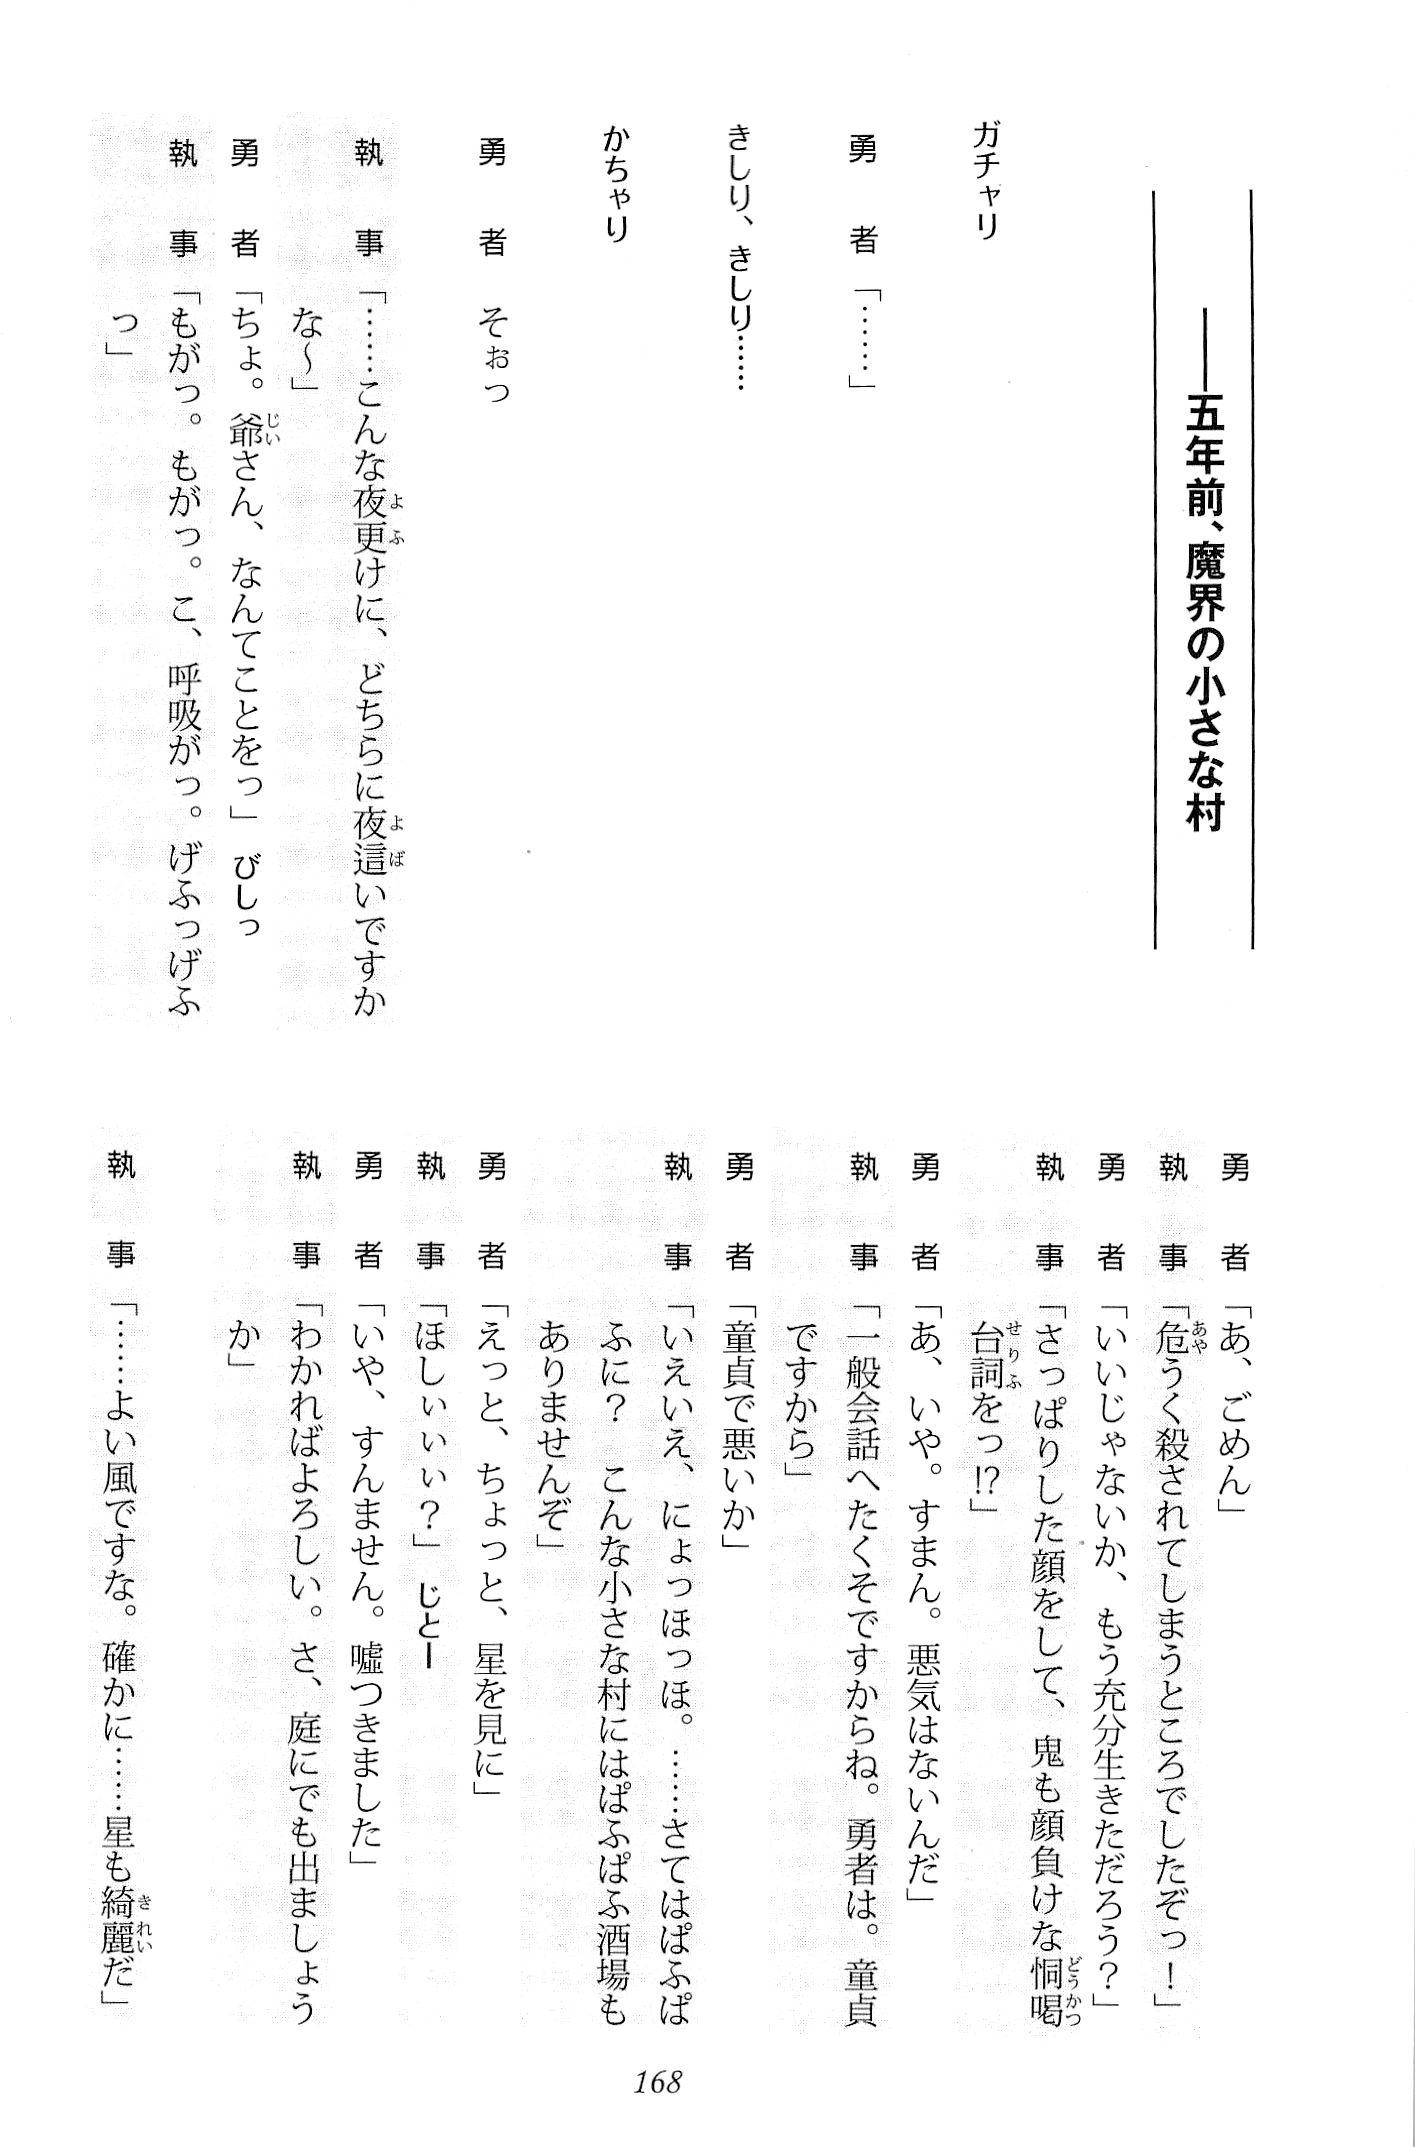 ――五年前、魔界の小さな村
ガチャリ
勇者「……」
きしり、きしり……
かちゃり
勇者　そぉっ
執事「……こんな夜更けに、どちらに夜這いですか
な～」
勇者「ちょ。爺さん、なんてことをっ」　びしっ
執事「もがっ。もがっ。こ、呼吸がっ。げふっげふ
っ」
勇者「あ、ごめん」
執事「危うく殺されてしまうところでしたぞっ！」
勇者「いいじゃないか、もう充分生きただろう？」
執事「さっぱりした顔をして、鬼も顔負けな恫喝
台詞をっ!?」
勇者「あ、いや。すまん。悪気はないんだ」
執事「一般会話へたくそですからね。勇者は。童貞
ですから」
勇者「童貞で悪いか」
執事「いえいえ、にょっほっほ。……さてはぱふぱ
ふに？　こんな小さな村にはぱふぱふ酒場も
ありませんぞ」
勇者「えっと、ちょっと、星を見に」
執事「ほしぃぃぃ？」　じとー
勇者「いや、すんません。嘘つきました」
執事「わかればよろしい。さ、庭にでも出ましょう
か」
執事「……よい風ですな。確かに……星も綺麗だ」
168